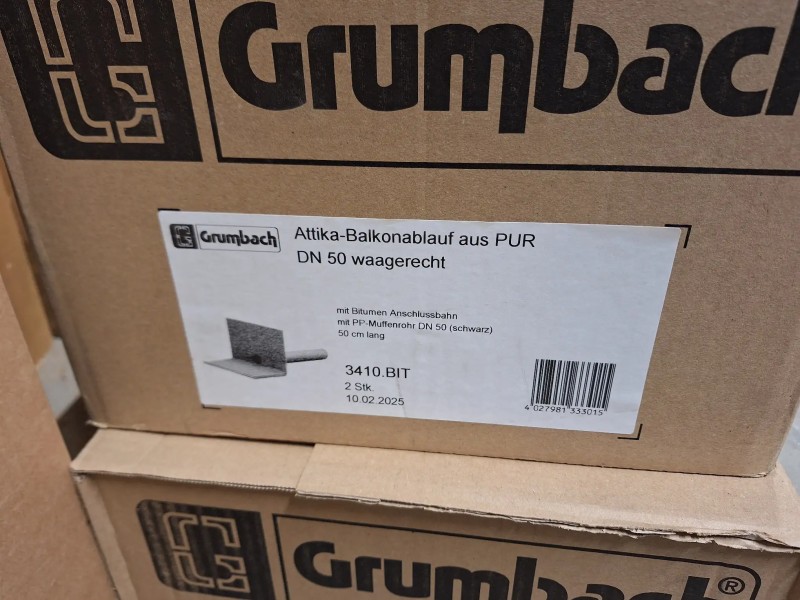 Grumbach
Grumbach
Attika-Balkonablauf aus PUR
DN 50 waagerecht
mit Bitumen Anschlussbahn
mit PP-Muffenrohr DN 50 (schwarz)
50 cm lang
3410.BIT
2 Stk.
10.02.2025
4 027981 333015
Grumbach®